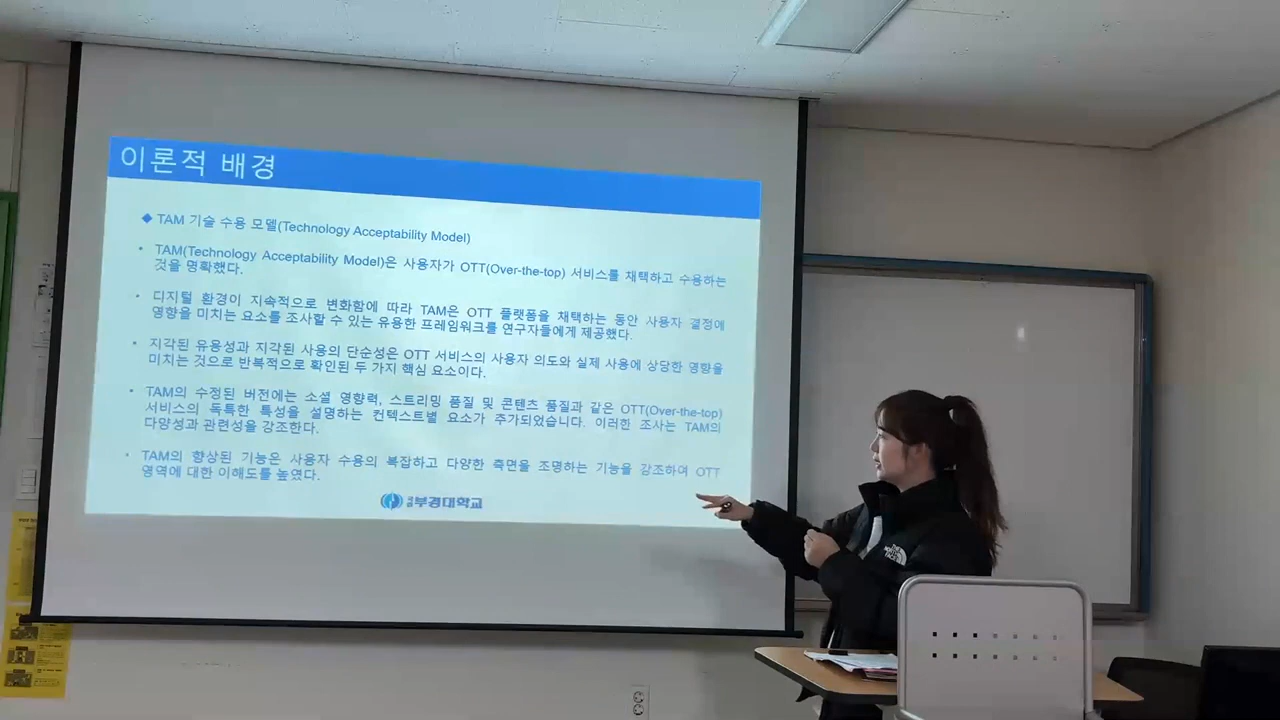 이론적 배경
◆ TAM 기술 수용 모델(Technology Acceptability Model)
• TAM(Technology Acceptability Model)은 사용자가 OTT(Over-the-top) 서비스를 채택하고 수용하는
것을 명확했다.
• 디지털 환경이 지속적으로 변화함에 따라 TAM은 OTT 플랫폼을 채택하는 동안 사용자 결정에
영향을 미치는 요소를 조사할 수 있는 유용한 프레임워크를 연구자들에게 제공했다.
• 지각된 유용성과 지각된 사용의 단순성은 OTT 서비스의 사용자 의도와 실제 사용에 상당한 영향을
미치는 것으로 반복적으로 확인된 두 가지 핵심 요소이다.
• TAM의 수정된 버전에는 소셜 영향력, 스트리밍 품질 및 콘텐츠 품질과 같은 OTT(Over-the-top)
서비스의 독특한 특성을 설명하는 컨텍스트별 요소가 추가되었습니다. 이러한 조사는 TAM의
다양성과 관련성을 강조한다.
• TAM의 향상된 기능은 사용자 수용의 복잡하고 다양한 측면을 조명하는 기능을 강조하여 OTT
영역에 대한 이해도를 높였다.
부경대학교
THE NORTH FACE